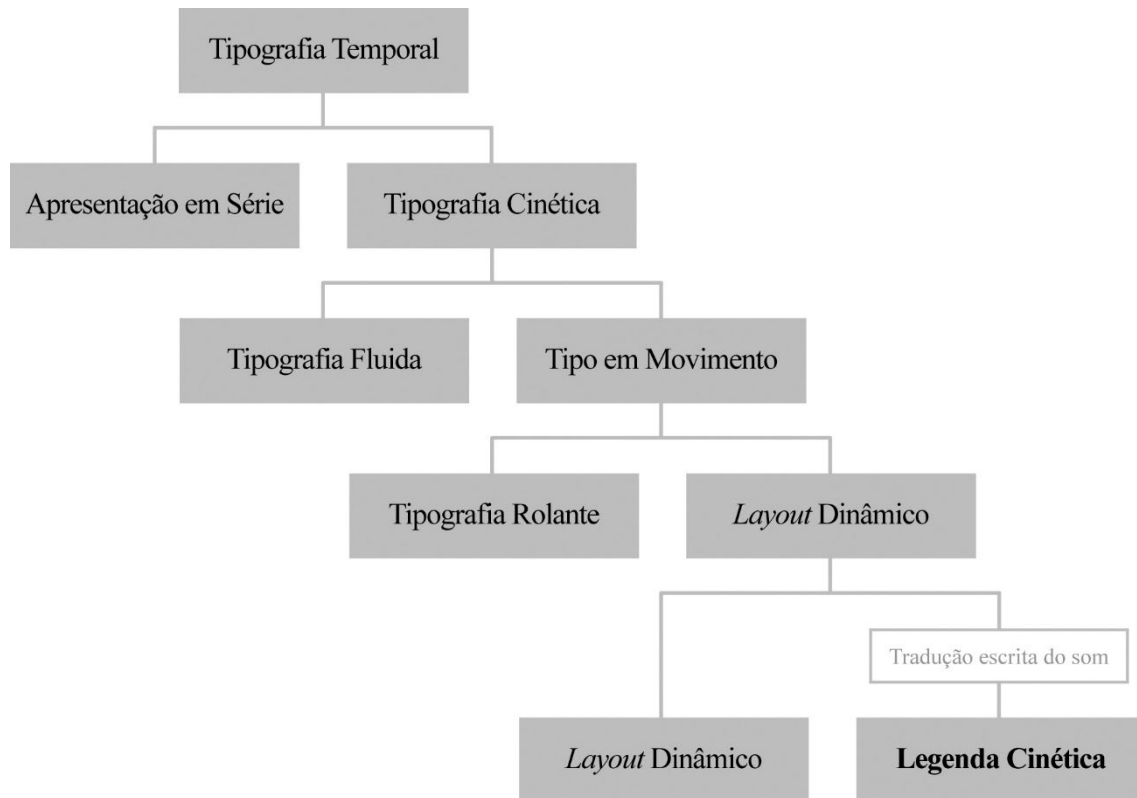 Tipografia Temporal
Apresentação em Série
Tipografia Cinética
Tipografia Fluida
Tipo em Movimento
Tipografia Rolante
Layout Dinâmico
Tradução escrita do som
Layout Dinâmico
Legenda Cinética